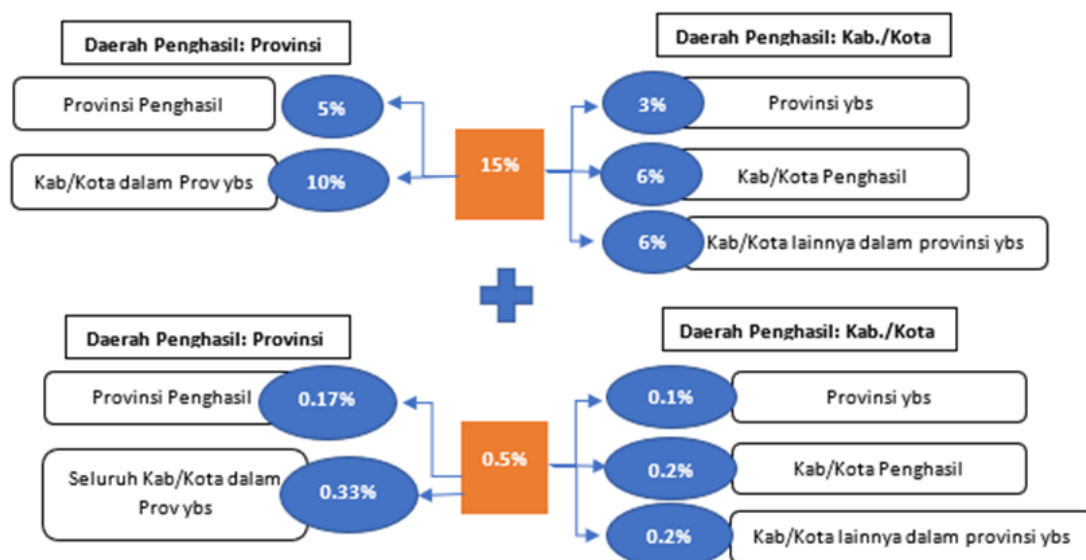 Daerah Penghasil: Provinsi
Provinsi Penghasil
5%
Kab/Kota dalam Prov ybs
10%
15%
Daerah Penghasil: Kab./Kota
3%
Provinsi ybs
6%
Kab/Kota Penghasil
6%
Kab/Kota lainnya dalam provinsi ybs
Daerah Penghasil: Provinsi
Provinsi Penghasil
0.17%
Seluruh Kab/Kota dalam
Prov ybs
0.33%
0.5%
Daerah Penghasil: Kab./Kota
0.1%
Provinsi ybs
0.2%
Kab/Kota Penghasil
0.2%
Kab/Kota lainnya dalam provinsi ybs